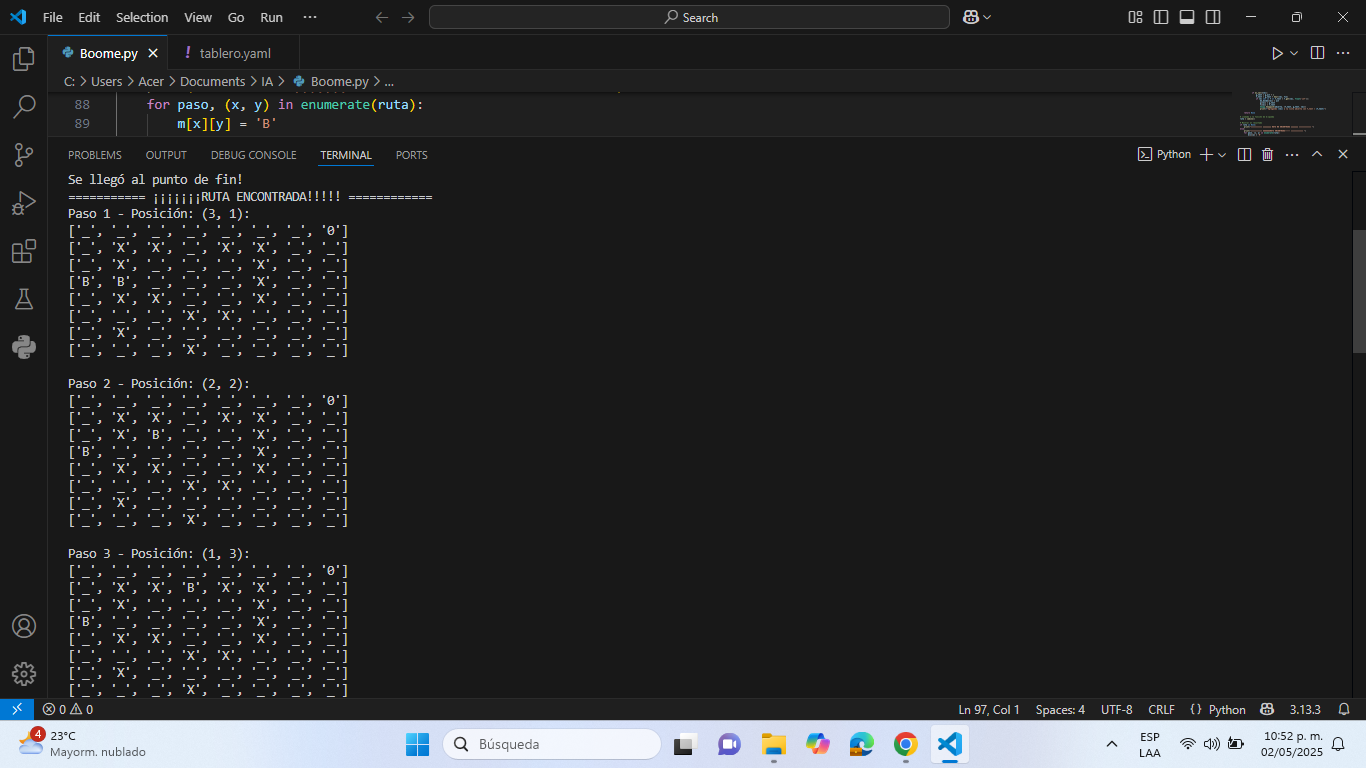 File Edit Selection View Go Run ··· Search
Boome.py tablero.yaml
C: > Users > Acer > Documents > IA > Boome.py > ...
88 for paso, (x, y) in enumerate(ruta):
89 m[x][y] = 'B'
PROBLEMS OUTPUT DEBUG CONSOLE TERMINAL PORTS Python
Se llegó al punto de fin!
=========== ¡¡¡¡¡¡¡RUTA ENCONTRADA!!!!! ============
Paso 1 - Posición: (3, 1):
['_', '_', '_', '_', '_', '_', '_', '0']
['_', 'X', 'X', '_', 'X', 'X', '_', '_']
['_', 'X', '_', '_', '_', 'X', '_', '_']
['B', 'B', '_', '_', '_', 'X', '_', '_']
['_', 'X', 'X', '_', '_', 'X', '_', '_']
['_', '_', '_', 'X', 'X', '_', '_', '_']
['_', 'X', '_', '_', '_', '_', '_', '_']
['_', '_', '_', 'X', '_', '_', '_', '_']
Paso 2 - Posición: (2, 2):
['_', '_', '_', '_', '_', '_', '_', '0']
['_', 'X', 'X', '_', 'X', 'X', '_', '_']
['_', 'X', 'B', '_', '_', 'X', '_', '_']
['B', '_', '_', '_', '_', 'X', '_', '_']
['_', 'X', 'X', '_', '_', 'X', '_', '_']
['_', '_', '_', 'X', 'X', '_', '_', '_']
['_', 'X', '_', '_', '_', '_', '_', '_']
['_', '_', '_', 'X', '_', '_', '_', '_']
Paso 3 - Posición: (1, 3):
['_', '_', '_', '_', '_', '_', '_', '0']
['_', 'X', 'X', 'B', 'X', 'X', '_', '_']
['_', 'X', '_', '_', '_', 'X', '_', '_']
['B', '_', '_', '_', '_', 'X', '_', '_']
['_', 'X', 'X', '_', '_', 'X', '_', '_']
['_', '_', '_', 'X', 'X', '_', '_', '_']
['_', 'X', '_', '_', '_', '_', '_', '_']
['_', '_', '_', 'X', '_', '_', '_', '_']
0 0 Ln 97, Col 1 Spaces: 4 UTF-8 CRLF {} Python 3.13.3
4
23°C
Mayorm. nublado
Búsqueda
ESP
LAA
10:52 p. m.
02/05/2025